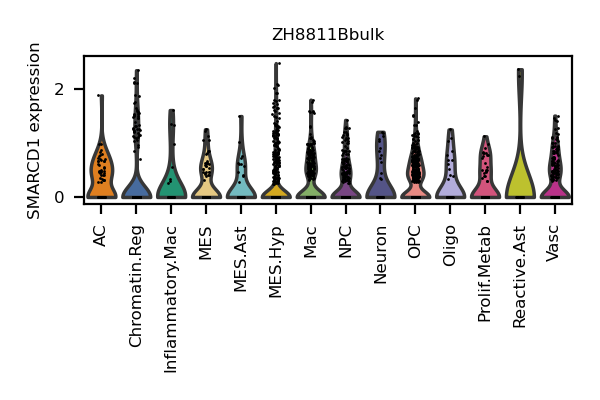 ZH8811Bbulk
SMARCD1 expression
2
0
AC
Chromatin.Reg
Inflammatory.Mac
MES
MES.Ast
MES.Hyp
Mac
NPC
Neuron
OPC
Oligo
Prolif.Metab
Reactive.Ast
Vasc